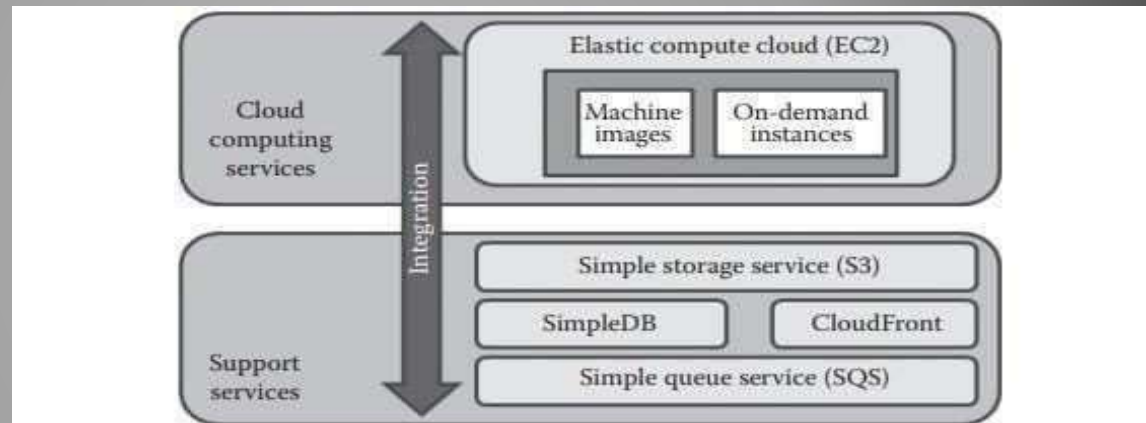 Elastic compute cloud (EC2)
Cloud
computing
services
Machine
images
On-demand
instances
Integration
Simple storage service (S3)
SimpleDB
CloudFront
Support
services
Simple queue service (SQS)